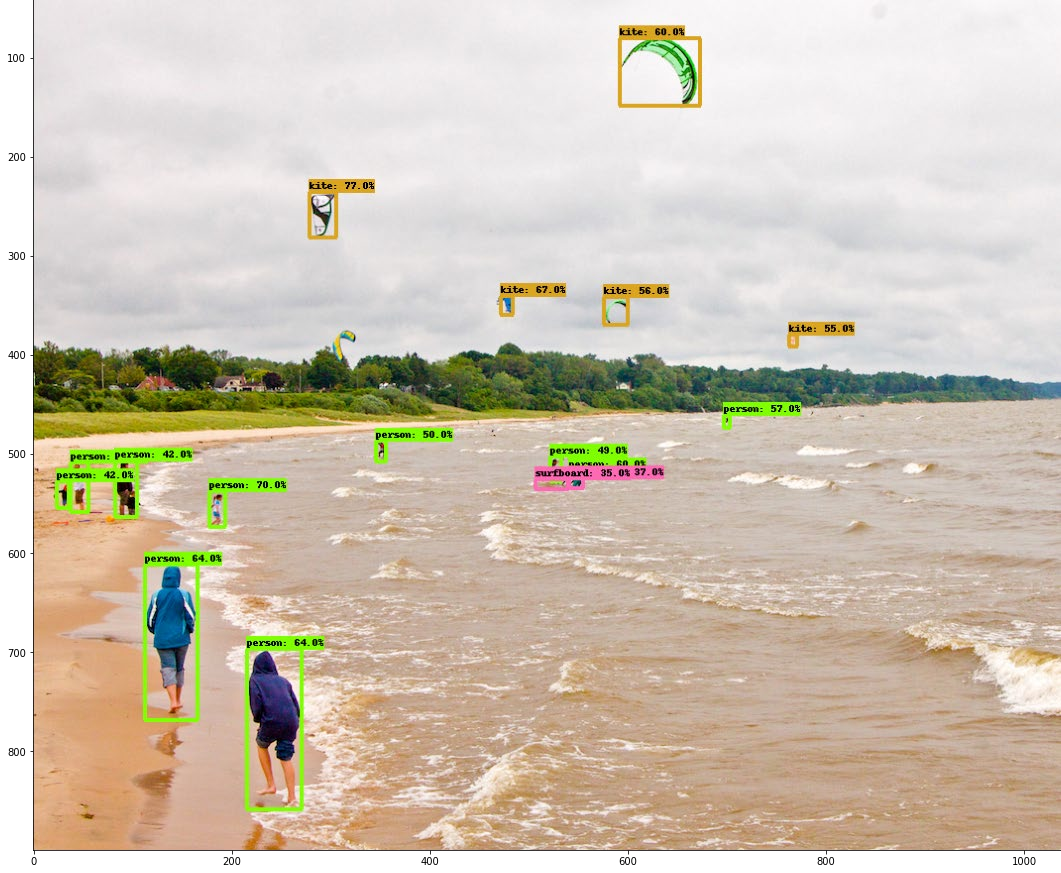 kite: 60.0%
100
200
kite: 77.0%
300
kite: 67.0%
kite: 56.0%
kite: 55.0%
400
person: 57.0%
person: 50.0%
person: 49.0%
person: 42.0%
person:
500
person: 60.0%
surfboard: 35.0% 37.0%
person: 42.0%
person: 70.0%
600
person: 64.0%
person: 64.0%
700
800
0 200 400 600 800 1000